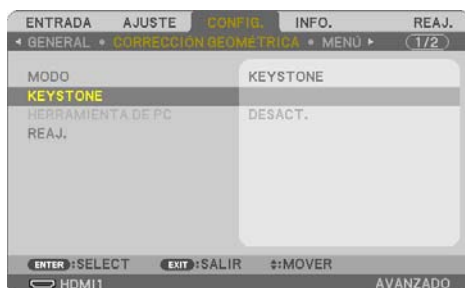 ENTRADA AJUSTE CONFIG. INFO. REAJ.
GENERAL • CORRECCIÓN GEOMÉTRICA • MENÚ 1/2
MODO KEYSTONE
KEYSTONE
HERRAMIENTA DE PC DESACT.
REAJ.
ENTER :SELECT EXIT :SALIR :MOVER
HDMI1 AVANZADO